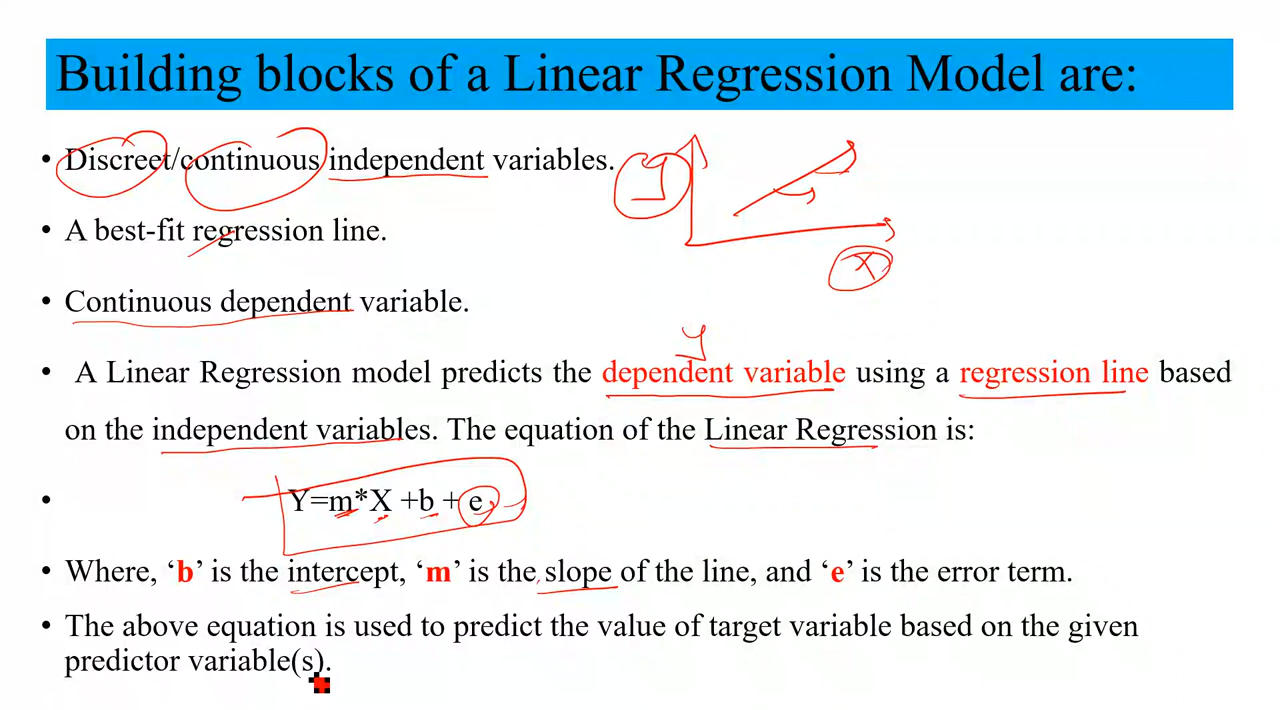 Building blocks of a Linear Regression Model are:
• Discreet/continuous independent variables.
y
• A best-fit regression line.
X
• Continuous dependent variable.
y
• A Linear Regression model predicts the dependent variable using a regression line based
on the independent variables. The equation of the Linear Regression is:
• Y=m*X +b + e
• Where, ‘b’ is the intercept, ‘m’ is the slope of the line, and ‘e’ is the error term.
• The above equation is used to predict the value of target variable based on the given
predictor variable(s).